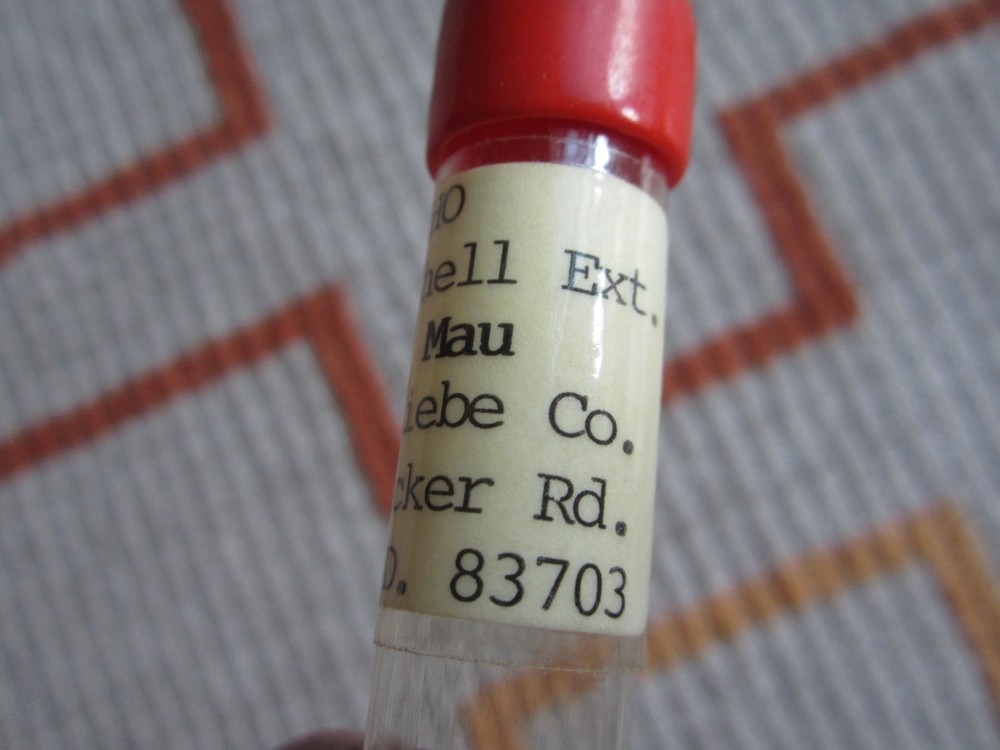 HO
hell Ext.
Mau
iebe Co.
cker Rd.
D. 83703